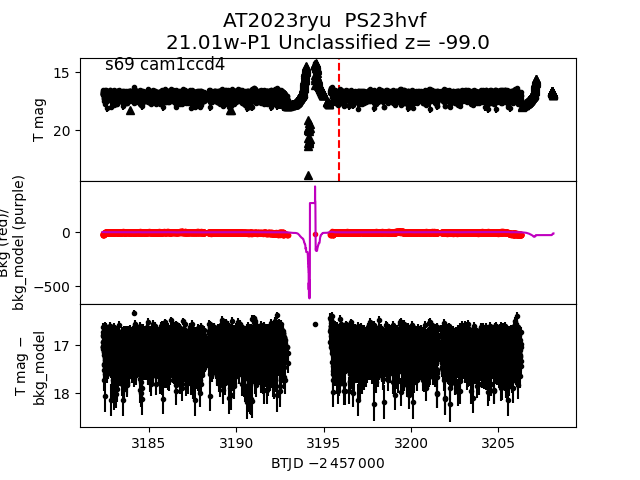 AT2023ryu  PS23hvf
21.01w-P1 Unclassified z= -99.0
s69 cam1ccd4
T mag
15
20
Bkg (red)/
bkg_model (purple)
0
−500
T mag −
bkg_model
17
18
3185 3190 3195 3200 3205
BTJD −2 457 000